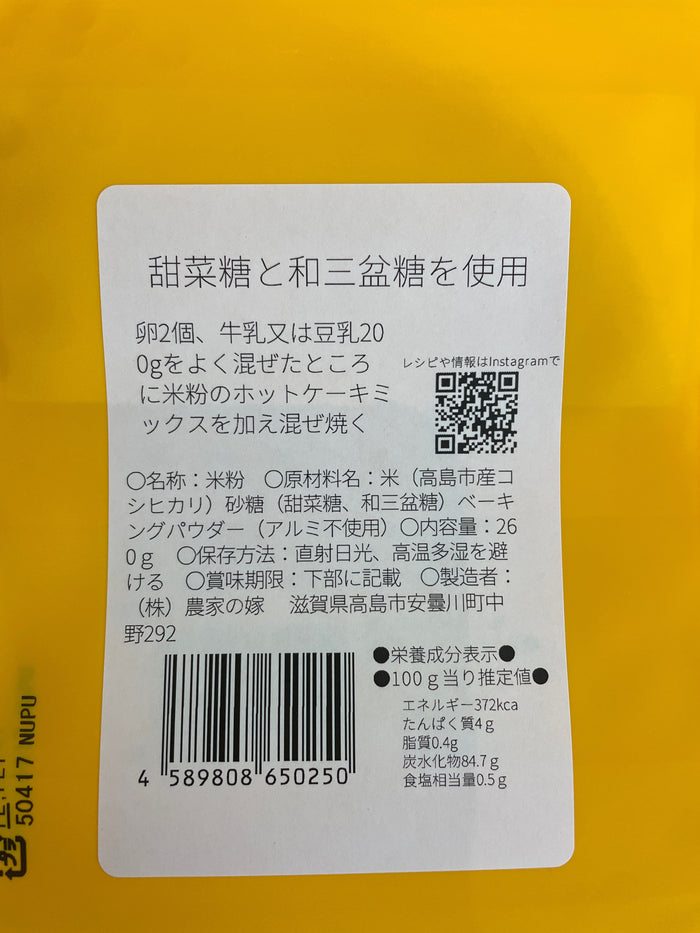 甜菜糖と和三盆糖を使用
卵2個、牛乳又は豆乳20
0gをよく混ぜたところ
に米粉のホットケーキミ
ックスを加え混ぜ焼く
レシピや情報はInstagramで
〇名称：米粉　〇原材料名：米（高島市産コ
シヒカリ）砂糖（甜菜糖、和三盆糖）ベーキ
ングパウダー（アルミ不使用）〇内容量：26
0ｇ　〇保存方法：直射日光、高温多湿を避
ける　〇賞味期限：下部に記載　〇製造者：
（株）農家の嫁　滋賀県高島市安曇川町中
野292
●栄養成分表示●
●100ｇ当り推定値●
エネルギー372kca
たんぱく質4ｇ
脂質0.4g
炭水化物84.7ｇ
食塩相当量0.5ｇ
4 589808 650250
50417 NUPU